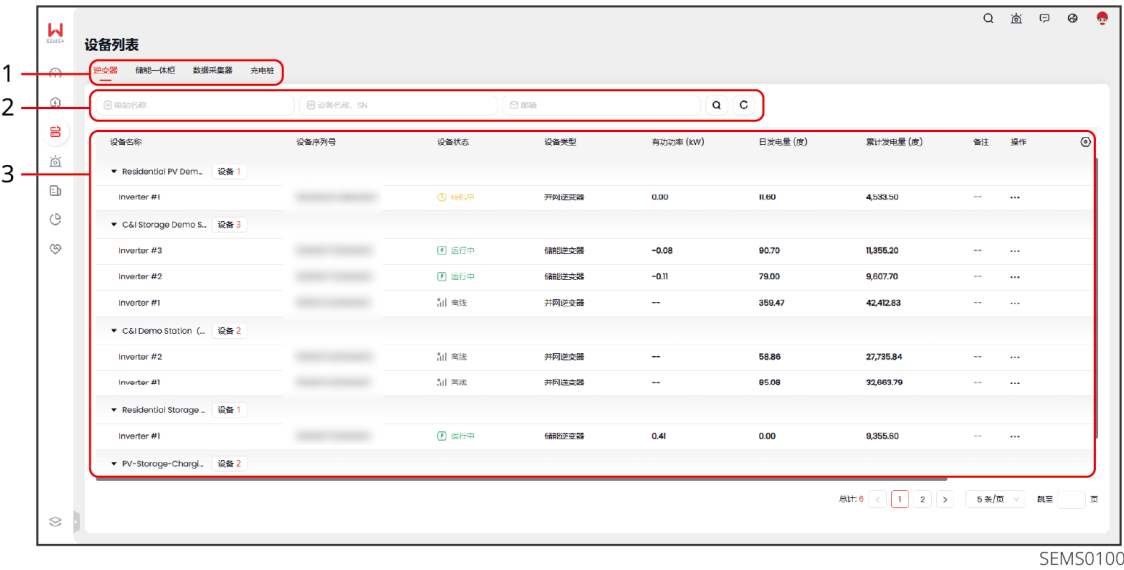 设备列表
1
逆变器 储能一体柜 数据采集器 充电桩
2
电站名称 设备名称、SN 邮箱
3
设备名称 设备序列号 设备状态 设备类型 有功功率 (kW) 日发电量 (度) 累计发电量 (度) 备注 操作
Residential PV Dem... 设备 1
Inverter #1 待机中 并网逆变器 0.00 11.60 4,533.50 -- ...
C&I Storage Demo S... 设备 3
Inverter #3 运行中 储能逆变器 -0.08 90.70 11,355.20 -- ...
Inverter #2 运行中 储能逆变器 -0.11 79.00 9,607.70 -- ...
Inverter #1 离线 并网逆变器 -- 359.47 42,412.83 -- ...
C&I Demo Station (... 设备 2
Inverter #2 离线 并网逆变器 -- 58.86 27,735.84 -- ...
Inverter #1 离线 并网逆变器 -- 85.08 32,663.79 -- ...
Residential Storage ... 设备 1
Inverter #1 运行中 储能逆变器 0.41 0.00 9,355.60 -- ...
PV-Storage-Chargi... 设备 2
总计: 6 < 1 2 > 5 条/页 跳至 页
SEMS0100